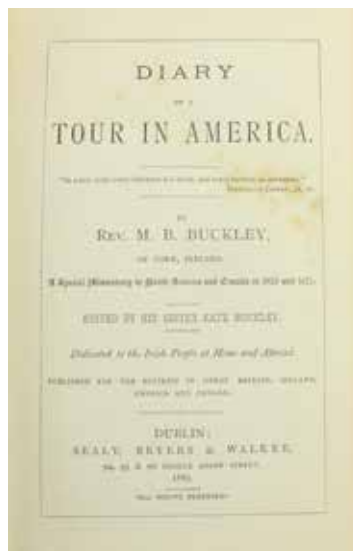 DIARY
OF A
TOUR IN AMERICA.
BY
REV. M. B. BUCKLEY,
OF CORK, IRELAND.
A Special Missionary in North America and Canada in 1870 and 1871.
EDITED BY HIS SISTER KATE BUCKLEY.
Dedicated to the Irish People at Home and Abroad.
PUBLISHED FOR THE EDITRESS IN GREAT BRITAIN, IRELAND,
AMERICA AND CANADA.
DUBLIN:
SEALY, BRYERS & WALKER,